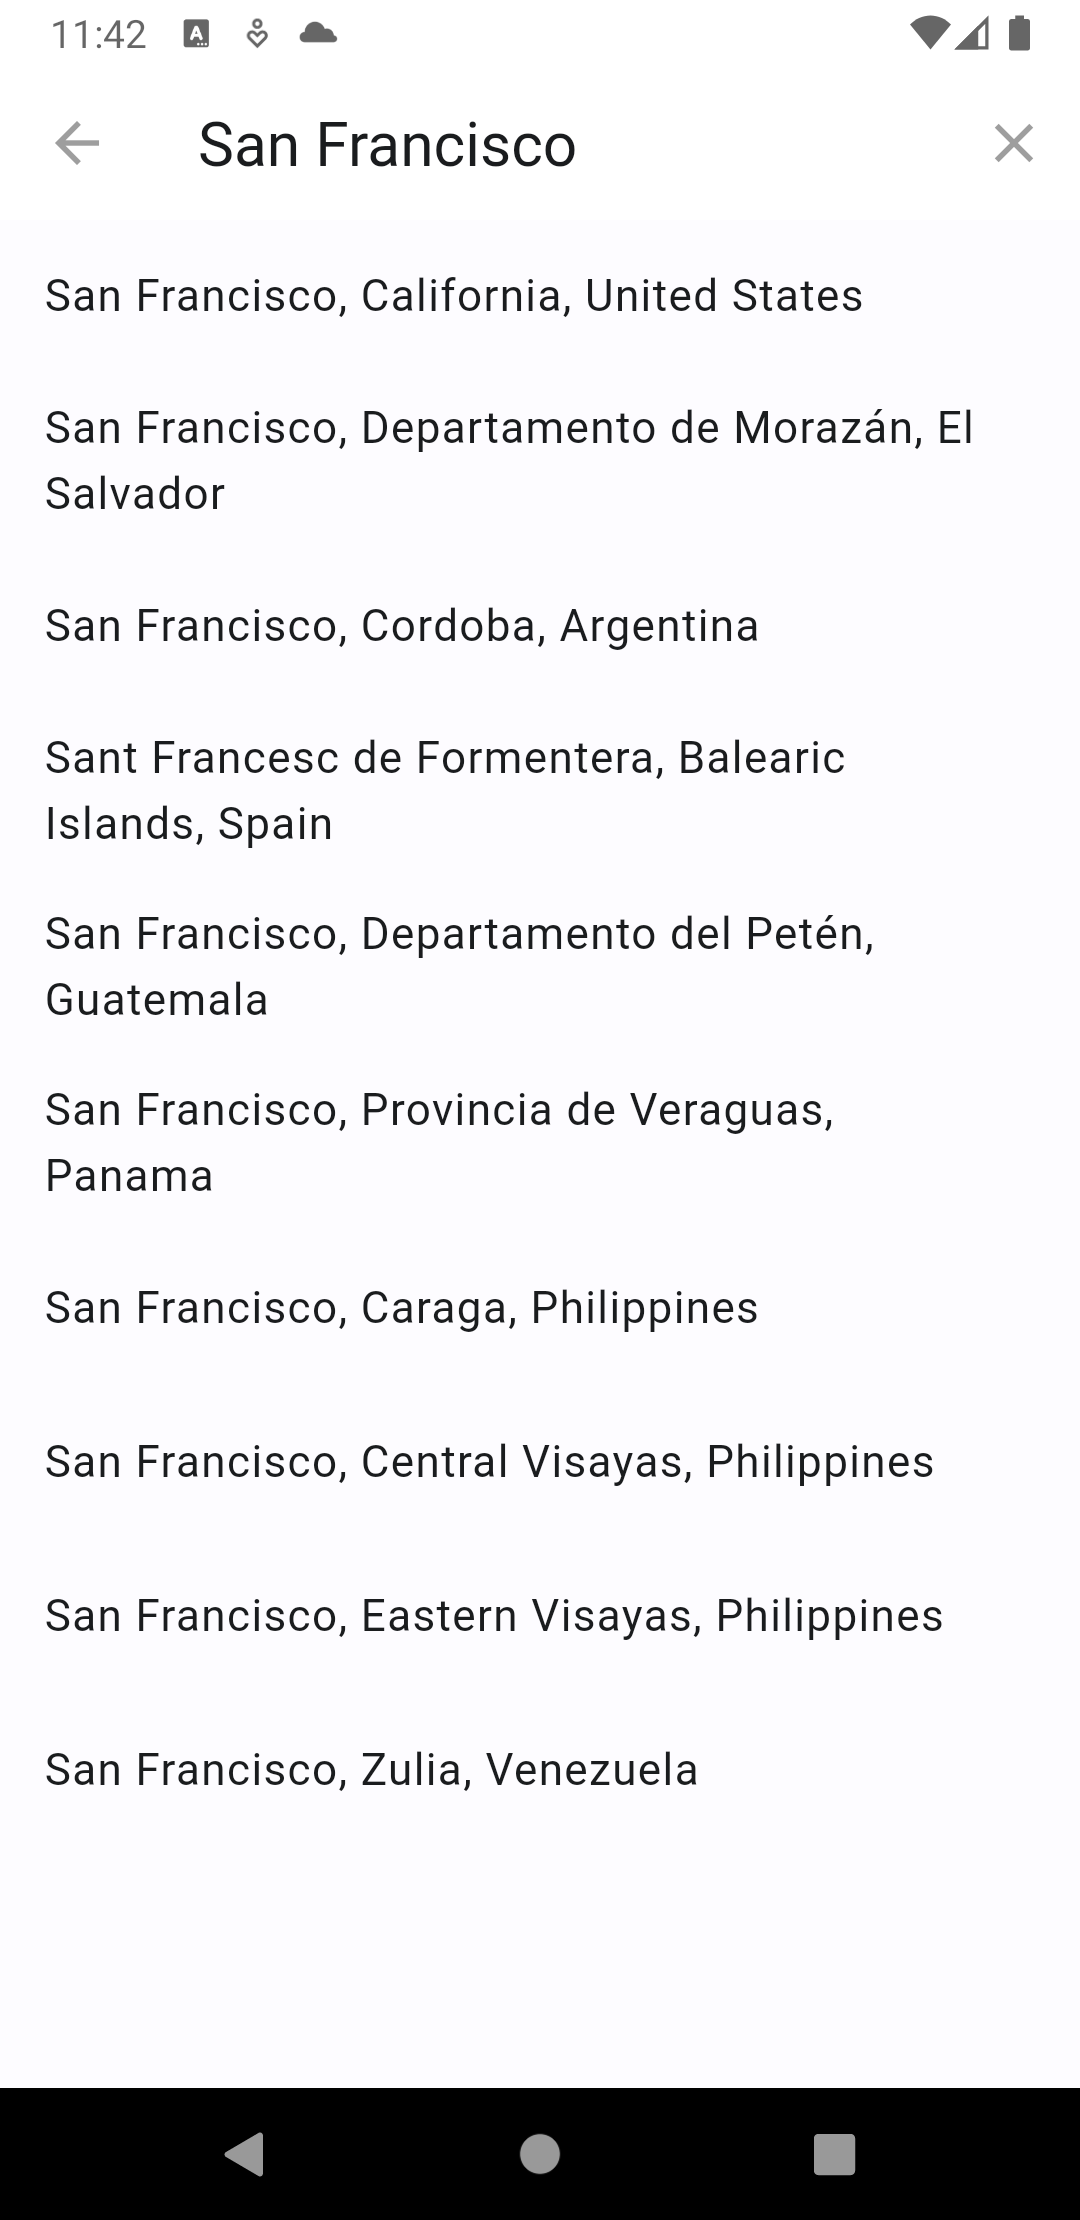 11:42
San Francisco
San Francisco, California, United States
San Francisco, Departamento de Morazán, El
Salvador
San Francisco, Cordoba, Argentina
Sant Francesc de Formentera, Balearic
Islands, Spain
San Francisco, Departamento del Petén,
Guatemala
San Francisco, Provincia de Veraguas,
Panama
San Francisco, Caraga, Philippines
San Francisco, Central Visayas, Philippines
San Francisco, Eastern Visayas, Philippines
San Francisco, Zulia, Venezuela